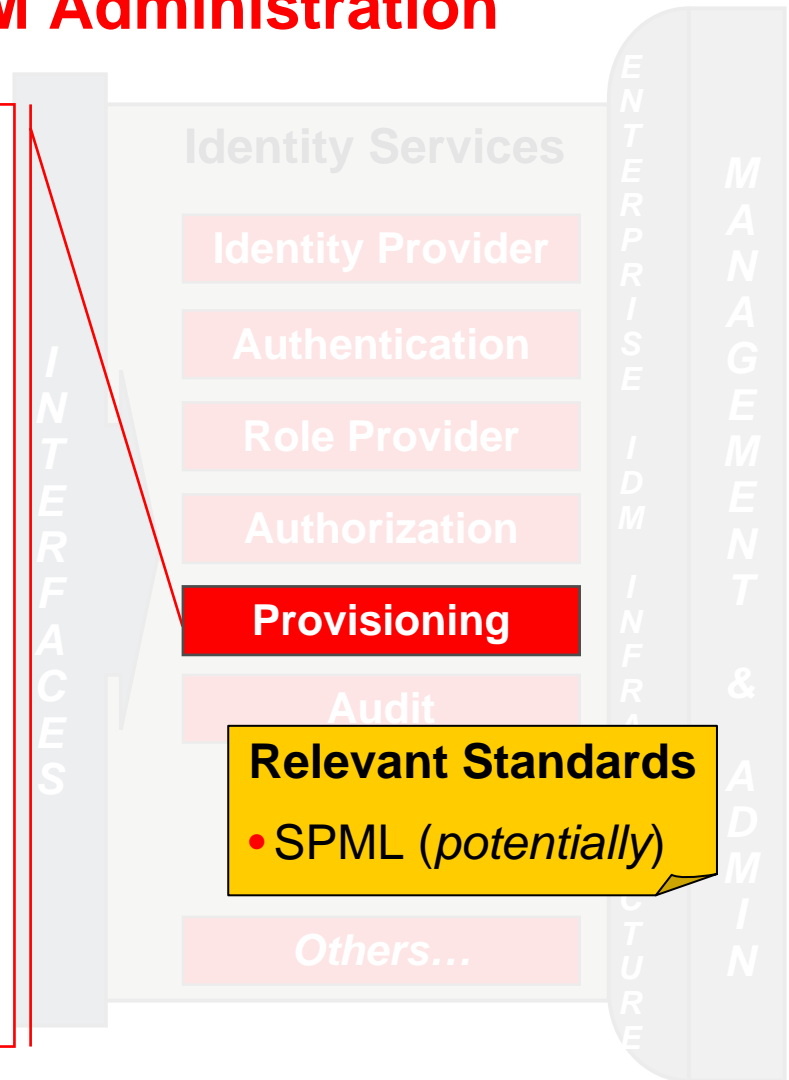 M Administration
INTERFACES
Identity Services
Identity Provider
Authentication
Role Provider
Authorization
Provisioning
Audit
Relevant Standards
• SPML (potentially)
Others...
ENTERPRISE IDM INFRA CTURE
MANAGEMENT & ADMIN